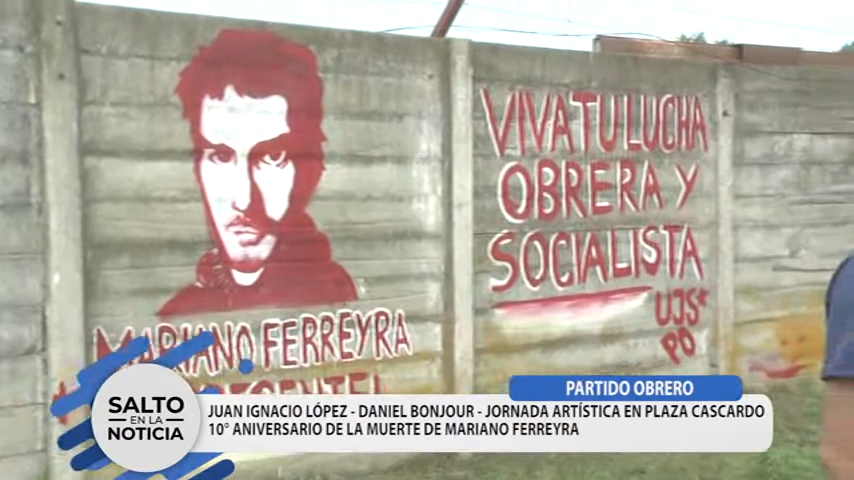 VIVA TU LUCHA
OBRERA Y
SOCIALISTA
UJS*
PO
MARIANO FERREYRA
PARTIDO OBRERO
SALTO
EN LA
NOTICIA
JUAN IGNACIO LÓPEZ - DANIEL BONJOUR - JORNADA ARTÍSTICA EN PLAZA CASCARDO
10° ANIVERSARIO DE LA MUERTE DE MARIANO FERREYRA